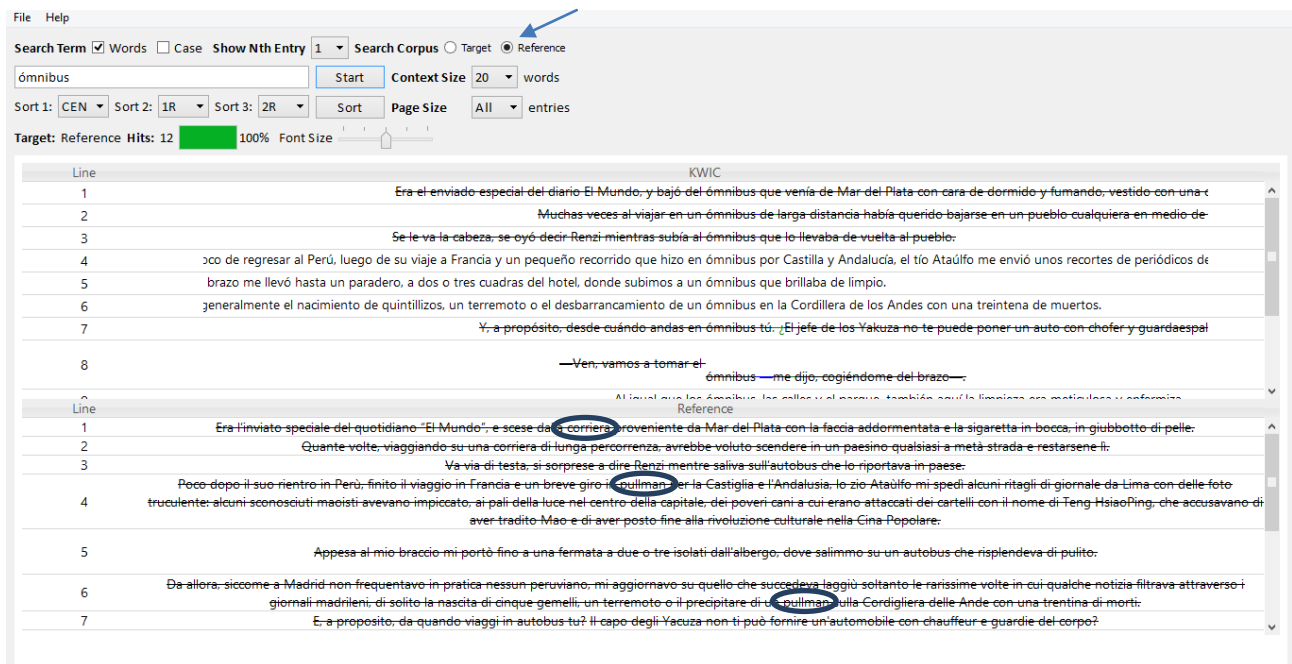 File Help
Search Term Words Case Show Nth Entry 1 Search Corpus Target Reference
ómnibus Start Context Size 20 words
Sort 1: CEN Sort 2: 1R Sort 3: 2R Sort Page Size All entries
Target: Reference Hits: 12 100% Font Size
Line KWIC
1 Era el enviado especial del diario El Mundo, y bajó del ómnibus que venía de Mar del Plata con cara de dormido y fumando, vestido con una
2 Muchas veces al viajar en un ómnibus de larga distancia había querido bajarse en un pueblo cualquiera en medio de
3 Se le va la cabeza, se oyó decir Renzi mientras subía al ómnibus que lo llevaba de vuelta al pueblo.
4 de regresar al Perú, luego de su viaje a Francia y un pequeño recorrido que hizo en ómnibus por Castilla y Andalucía, el tío Ataúlfo me envió unos recortes de periódicos
5 brazo me llevó hasta un paradero, a dos o tres cuadras del hotel, donde subimos a un ómnibus que brillaba de limpio.
6 generalmente el nacimiento de quintillizos, un terremoto o el desbarrancamiento de un ómnibus en la Cordillera de los Andes con una treintena de muertos.
7 Y, a propósito, desde cuándo andas en ómnibus tú. ¿El jefe de los Yakuza no te puede poner un auto con chofer y guardaespal
8 —Ven, vamos a tomar el
ómnibus —me dijo, cogiéndome del brazo—.
Al igual que los ómnibus, las calles y el parque, también aquí la limpieza era meticulosa y enfermiza
Line Reference
1 Era l'inviato speciale del quotidiano "El Mundo", e scese dalla corriera proveniente da Mar del Plata con la faccia addormentata e la sigaretta in bocca, in giubbotto di pelle.
2 Quante volte, viaggiando su una corriera di lunga percorrenza, avrebbe voluto scendere in un paesino qualsiasi a metà strada e restarsene lì.
3 Va via di testa, si sorprese a dire Renzi mentre saliva sull'autobus che lo riportava in paese.
Poco dopo il suo rientro in Perù, finito il viaggio in Francia e un breve giro in pullman per la Castiglia e l'Andalusia, lo zio Ataùlfo mi spedì alcuni ritagli di giornale da Lima con delle foto
4 truculente: alcuni sconosciuti maoisti avevano impiccato, ai pali della luce nel centro della capitale, dei poveri cani a cui erano attaccati dei cartelli con il nome di Teng HsiaoPing, che accusavano di
aver tradito Mao e di aver posto fine alla rivoluzione culturale nella Cina Popolare.
5 Appesa al mio braccio mi portò fino a una fermata a due o tre isolati dall'albergo, dove salimmo su un autobus che risplendeva di pulito.
Da allora, siccome a Madrid non frequentavo in pratica nessun peruviano, mi aggiornavo su quello che succedeva laggiù soltanto le rarissime volte in cui qualche notizia filtrava attraverso i
6 giornali madrileni, di solito la nascita di cinque gemelli, un terremoto o il precipitare di un pullman sulla Cordigliera delle Ande con una trentina di morti.
7 E, a proposito, da quando viaggi in autobus tu? Il capo degli Yacuza non ti può fornire un'automobile con chauffeur e guardie del corpo?